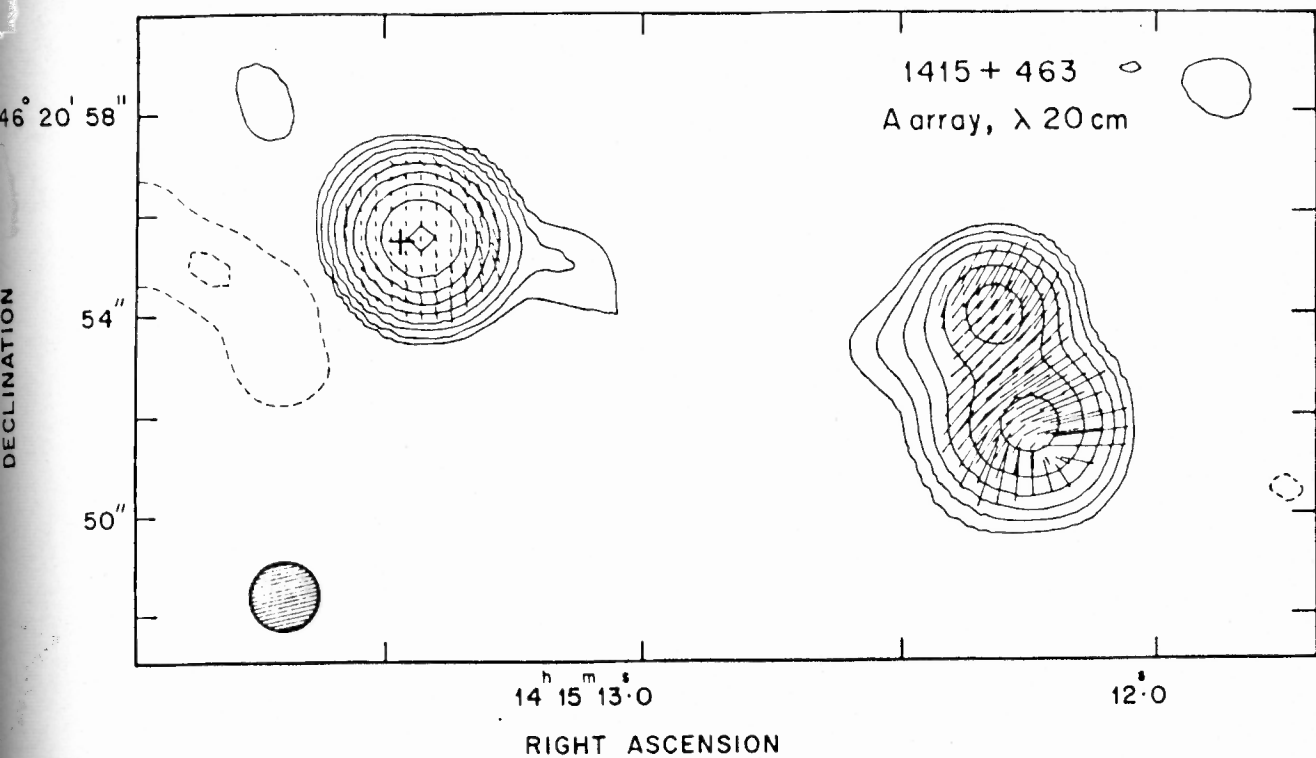 1415 + 463
A array, λ 20 cm
46° 20' 58"
54"
50"
DECLINATION
14ʰ 15ᵐ 13ˢ·0
12ˢ·0
RIGHT ASCENSION